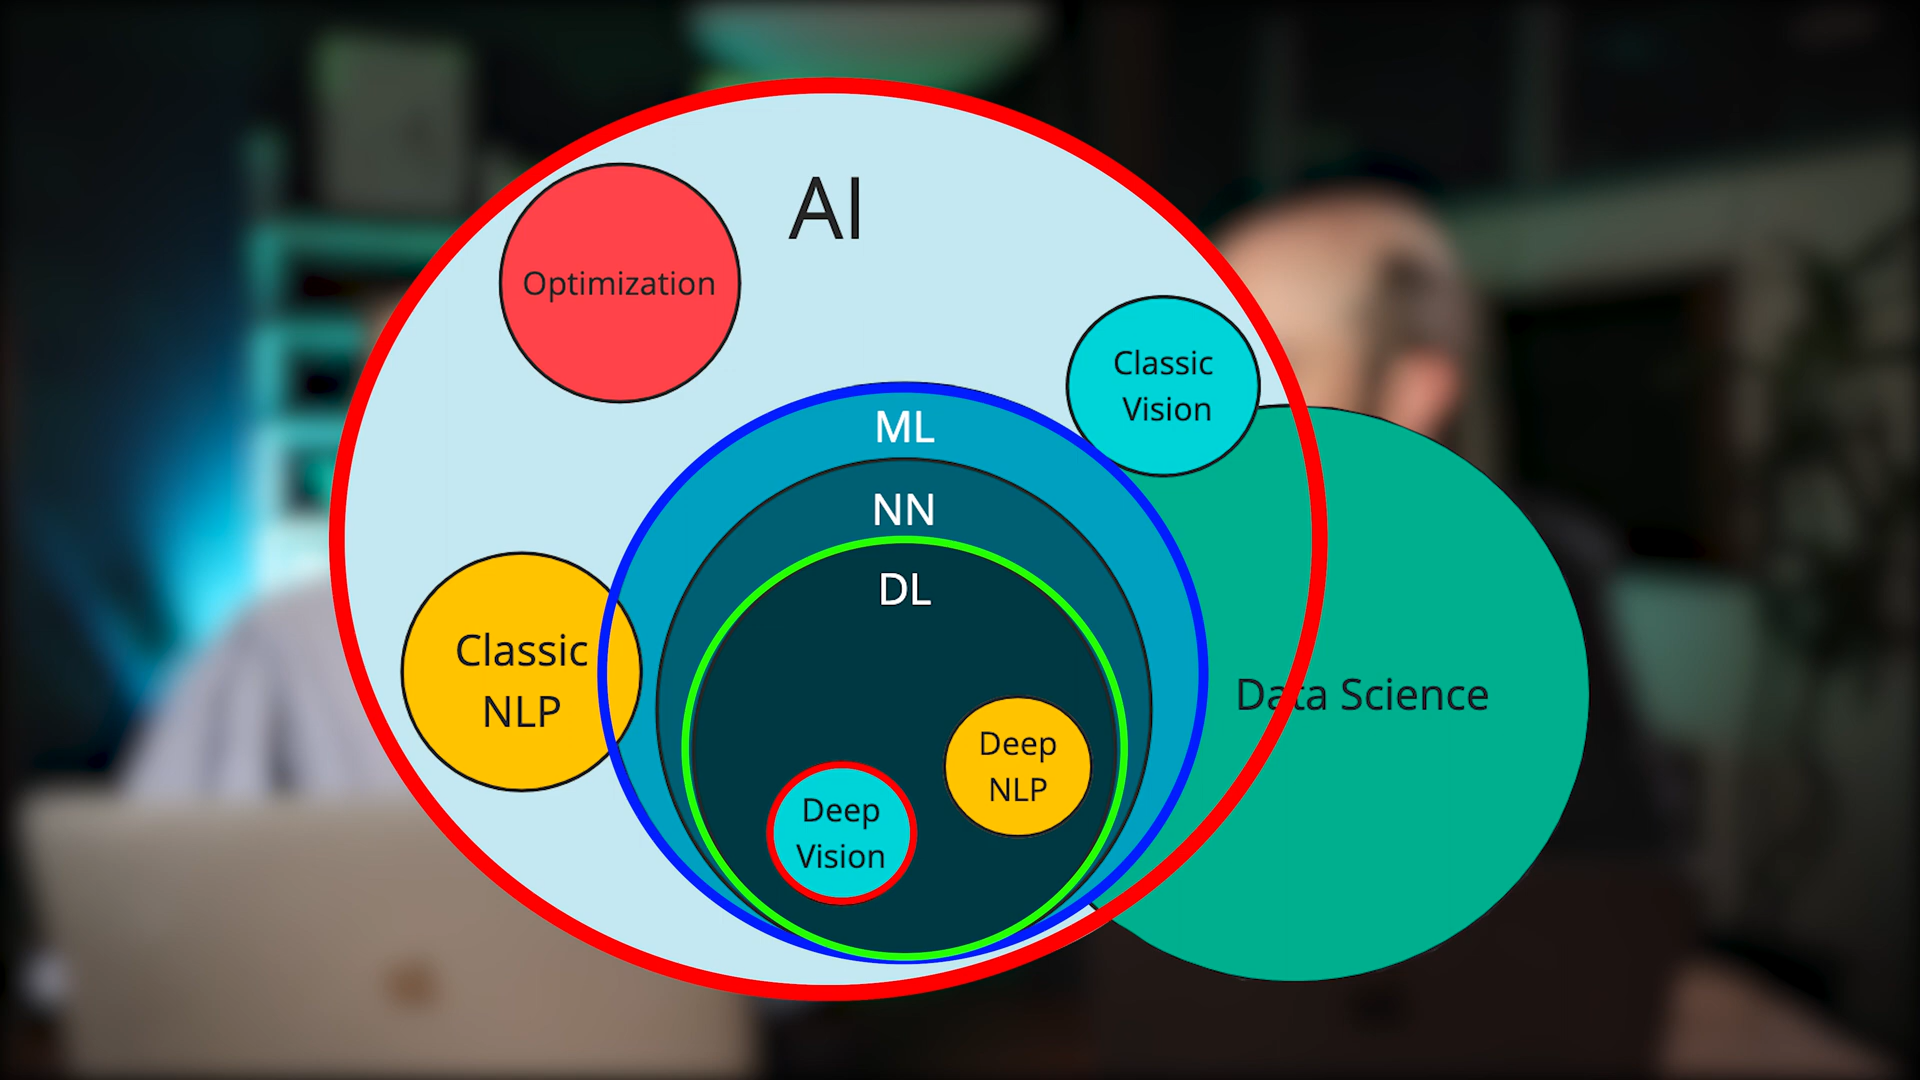 AI
Optimization
Classic
Vision
ML
NN
DL
Classic
NLP
Data Science
Deep
NLP
Deep
Vision